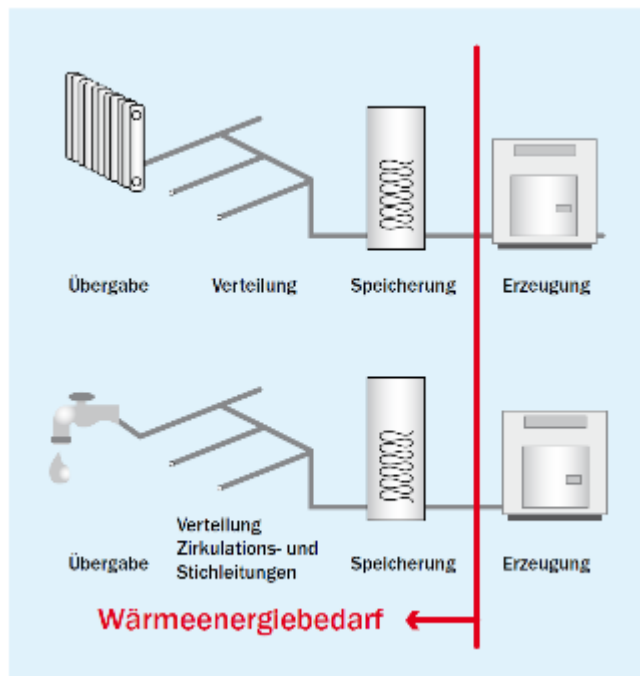 Übergabe Verteilung Speicherung Erzeugung
Verteilung
Zirkulations- und
Übergabe Stichleitungen Speicherung Erzeugung
Wärmeenergiebedarf